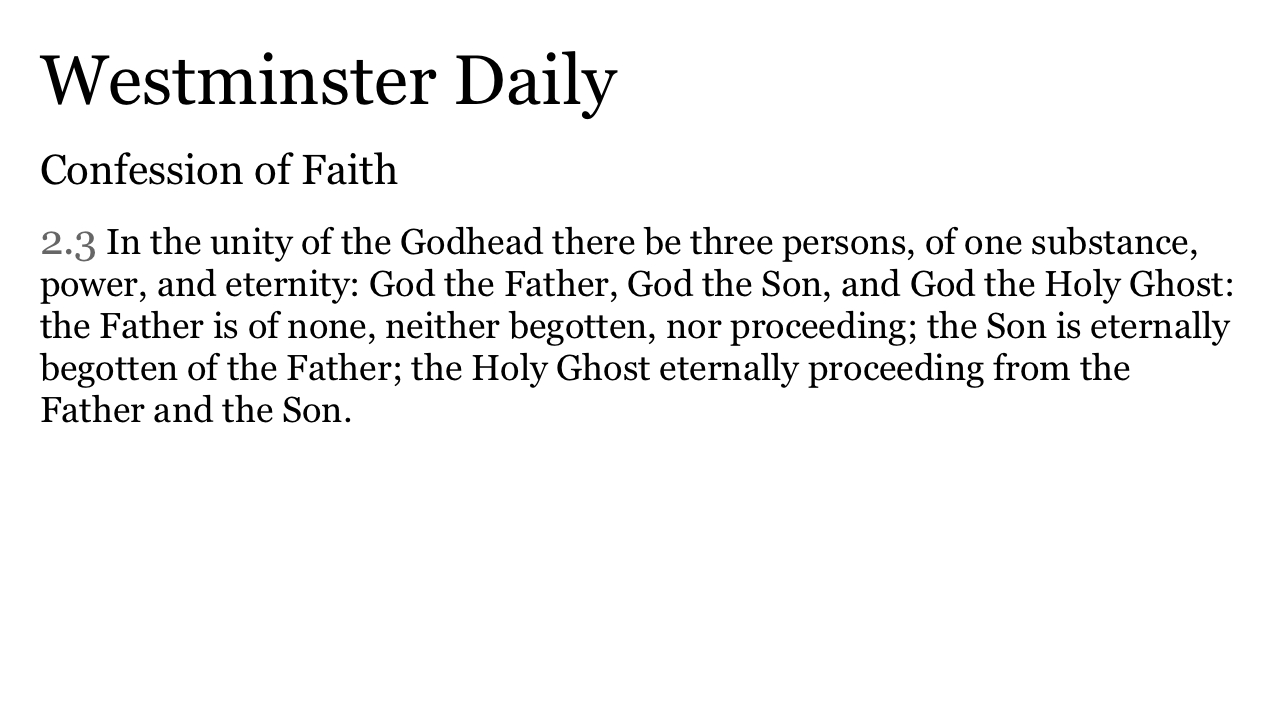 Westminster Daily
Confession of Faith
2.3 In the unity of the Godhead there be three persons, of one substance,
power, and eternity: God the Father, God the Son, and God the Holy Ghost:
the Father is of none, neither begotten, nor proceeding; the Son is eternally
begotten of the Father; the Holy Ghost eternally proceeding from the
Father and the Son.